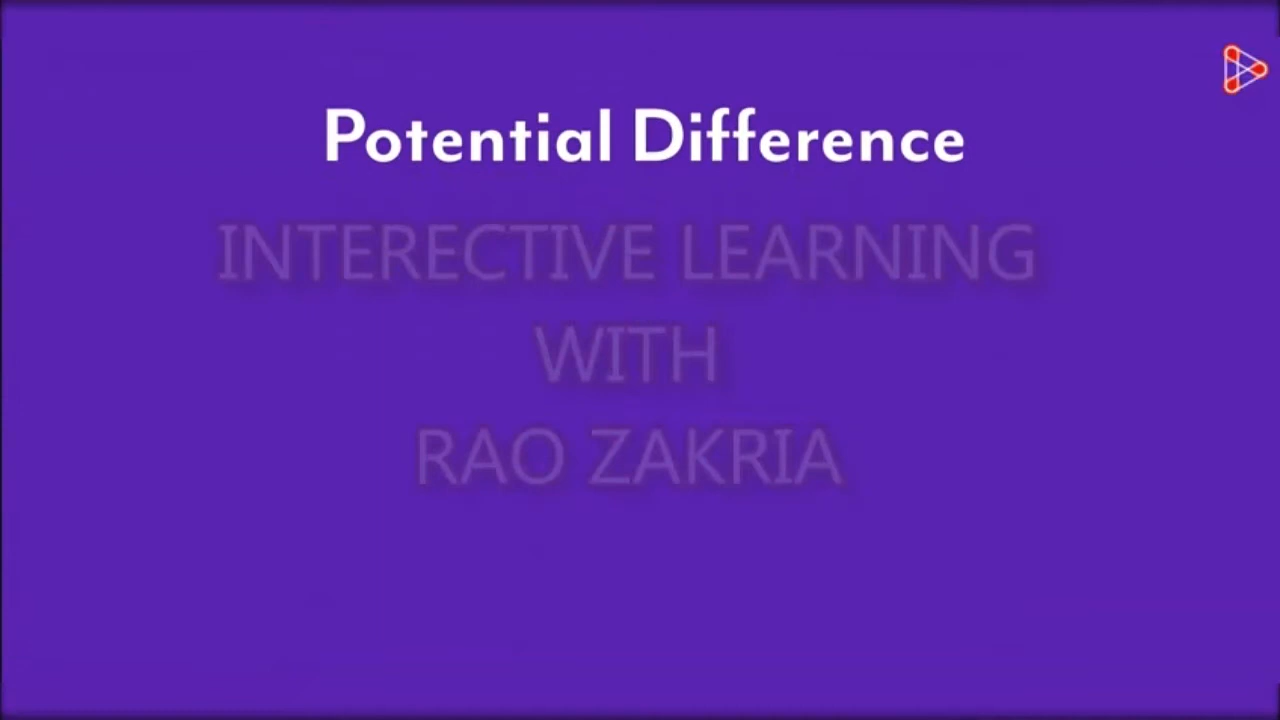 Potential Difference
INTERECTIVE LEARNING
WITH
RAO ZAKRIA